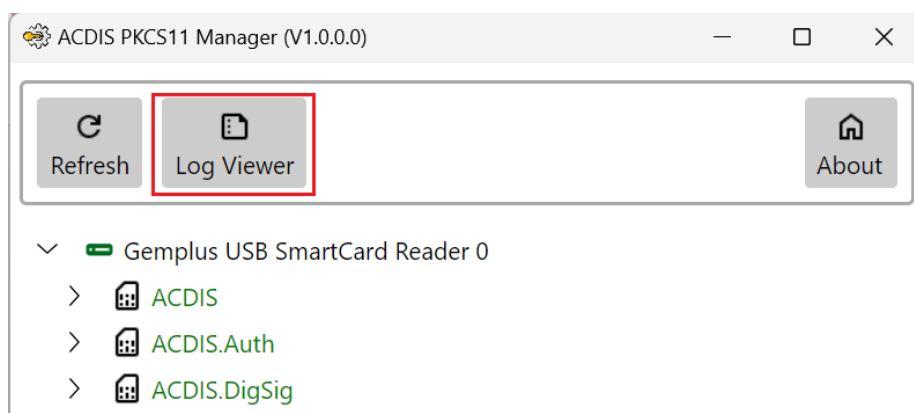 ACDIS PKCS11 Manager (V1.0.0.0)
Refresh
Log Viewer
About
Gemplus USB SmartCard Reader 0
ACDIS
ACDIS.Auth
ACDIS.DigSig